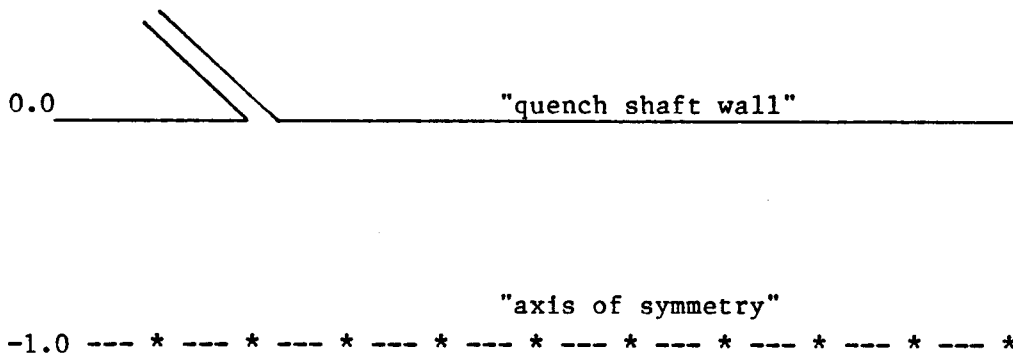 0.0 "quench shaft wall"
"axis of symmetry"
-1.0 --- * --- * --- * --- * --- * --- * --- * --- * --- * --- *